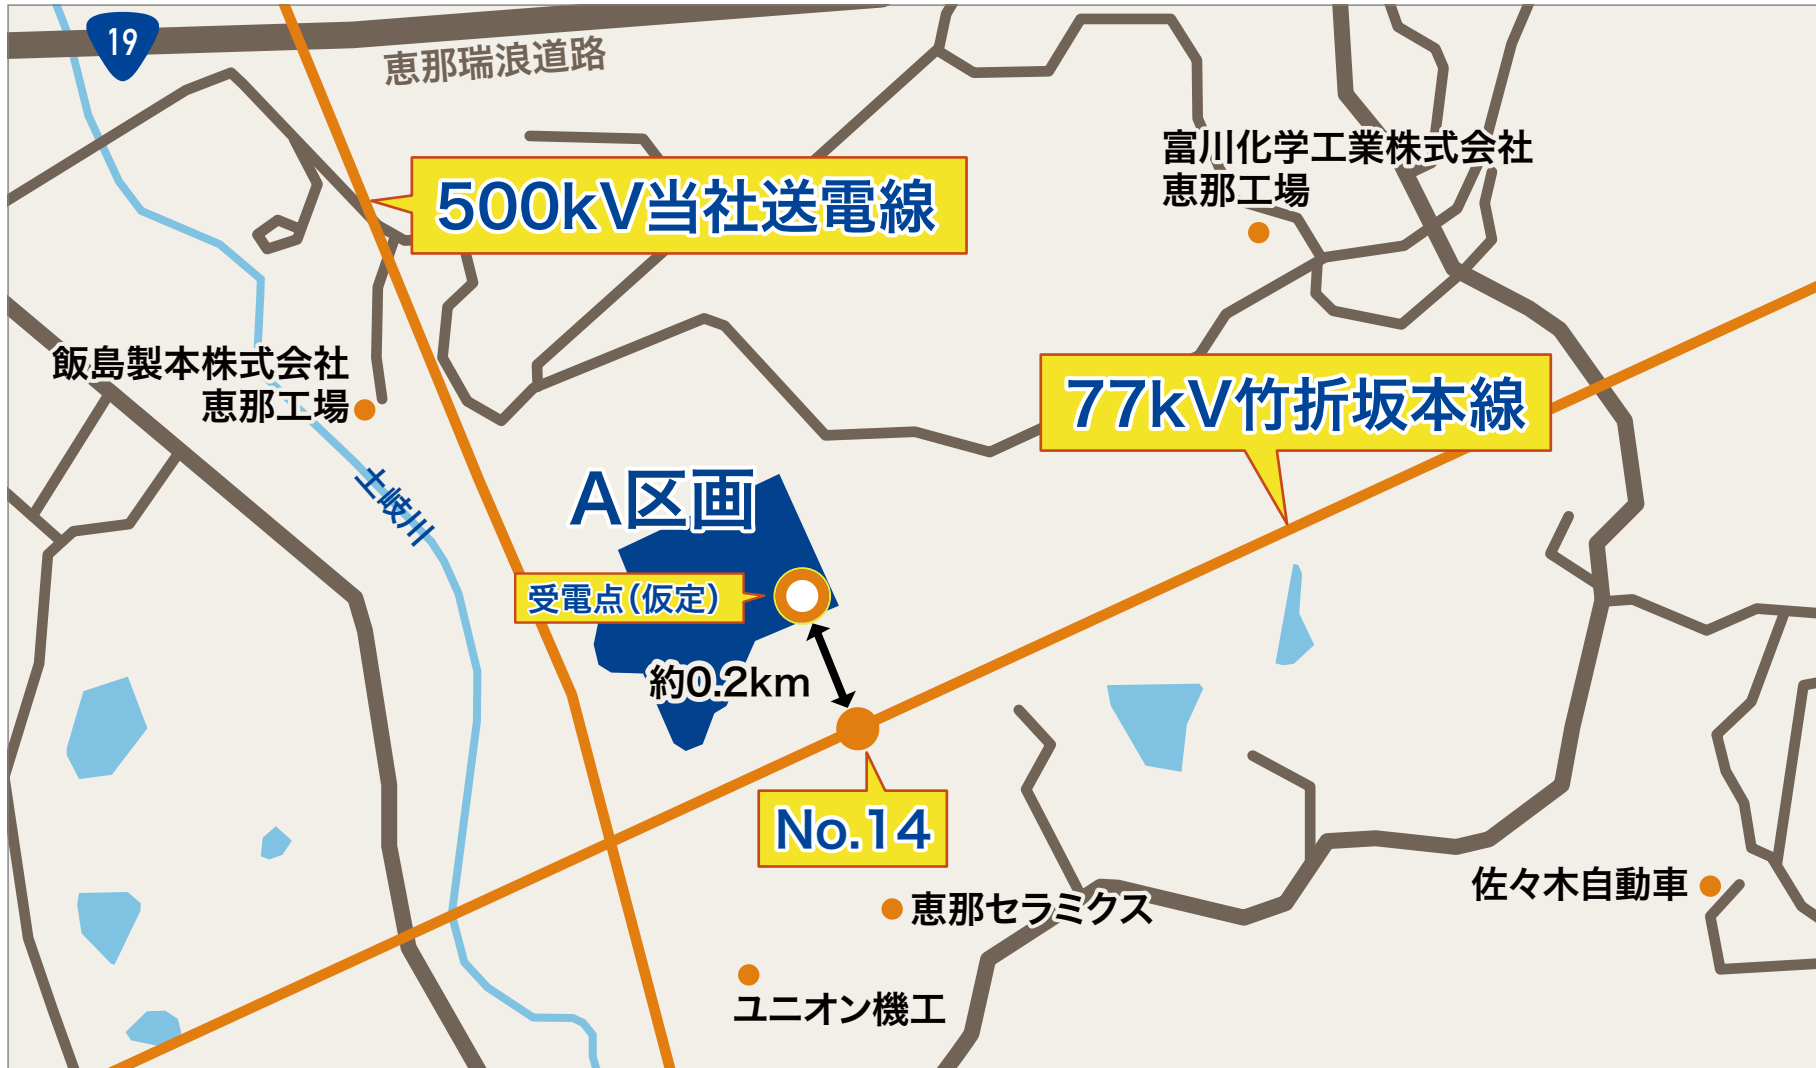 19
恵那瑞浪道路
富川化学工業株式会社
恵那工場
500kV当社送電線
飯島製本株式会社
恵那工場
77kV竹折坂本線
土岐川
A区画
受電点(仮定)
約0.2km
No.14
佐々木自動車
恵那セラミクス
ユニオン機工